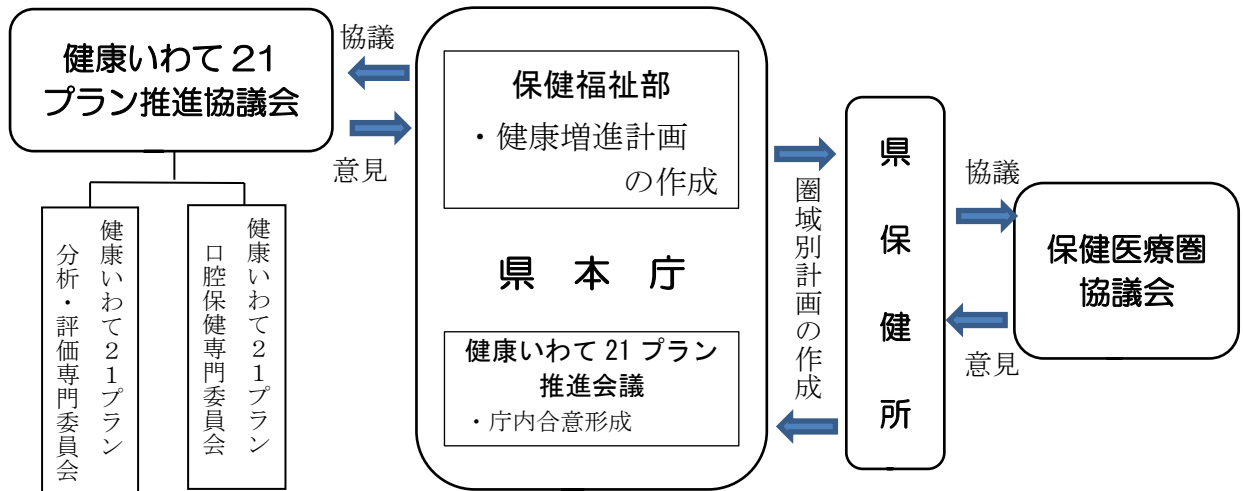 健康いわて 21
プラン推進協議会
健康いわて２１プラン
分析・評価専門委員会
健康いわて２１プラン
口腔保健専門委員会
協議
意見
保健福祉部
・健康増進計画
の作成
県 本 庁
健康いわて 21 プラン
推進会議
・庁内合意形成
圏域別計画の作成
県保健所
協議
意見
保健医療圏
協議会